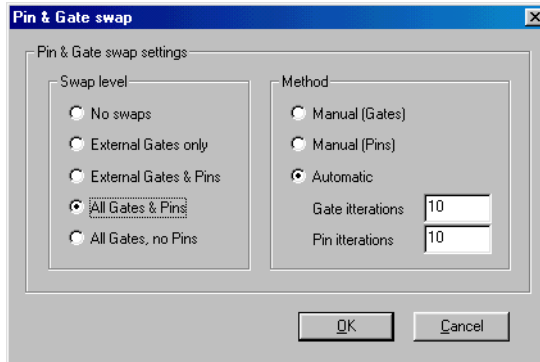 Pin & Gate swap
Pin & Gate swap settings
Swap level
No swaps
External Gates only
External Gates & Pins
All Gates & Pins
All Gates, no Pins
Method
Manual (Gates)
Manual (Pins)
Automatic
Gate itterations 10
Pin itterations 10
OK Cancel